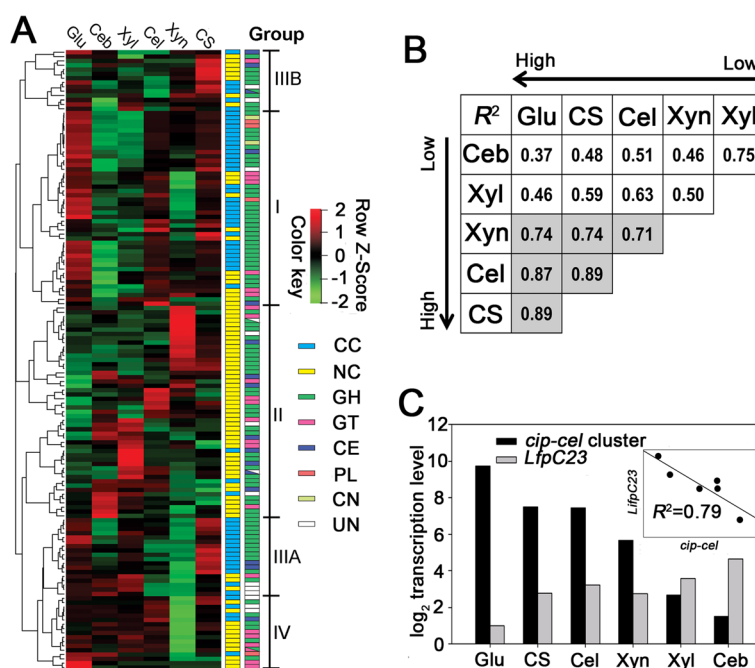 A
Glu Ceb Xyl Cel Xyn CS Group
IIIB
I
II
IIIA
IV
2
1
0
-1
-2
Row Z-Score
Color key
CC
NC
GH
GT
CE
PL
CN
UN
B
High Low
Low
High
R² Glu CS Cel Xyn Xyl
Ceb 0.37 0.48 0.51 0.46 0.75
Xyl 0.46 0.59 0.63 0.50
Xyn 0.74 0.74 0.71
Cel 0.87 0.89
CS 0.89
C
log₂ transcription level
12
10
8
6
4
2
0
cip-cel cluster
LfpC23
LifpC23
R²=0.79
cip-cel
Glu CS Cel Xyn Xyl Ceb